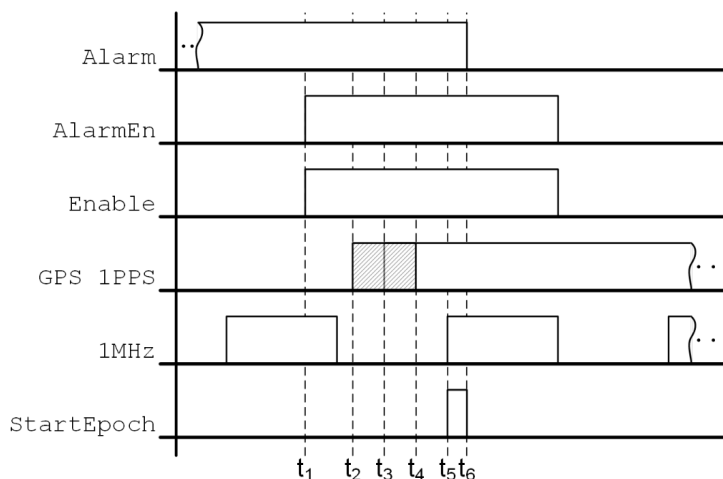 Alarm
AlarmEn
Enable
GPS 1PPS
1MHz
StartEpoch
t1 t2 t3 t4 t5 t6